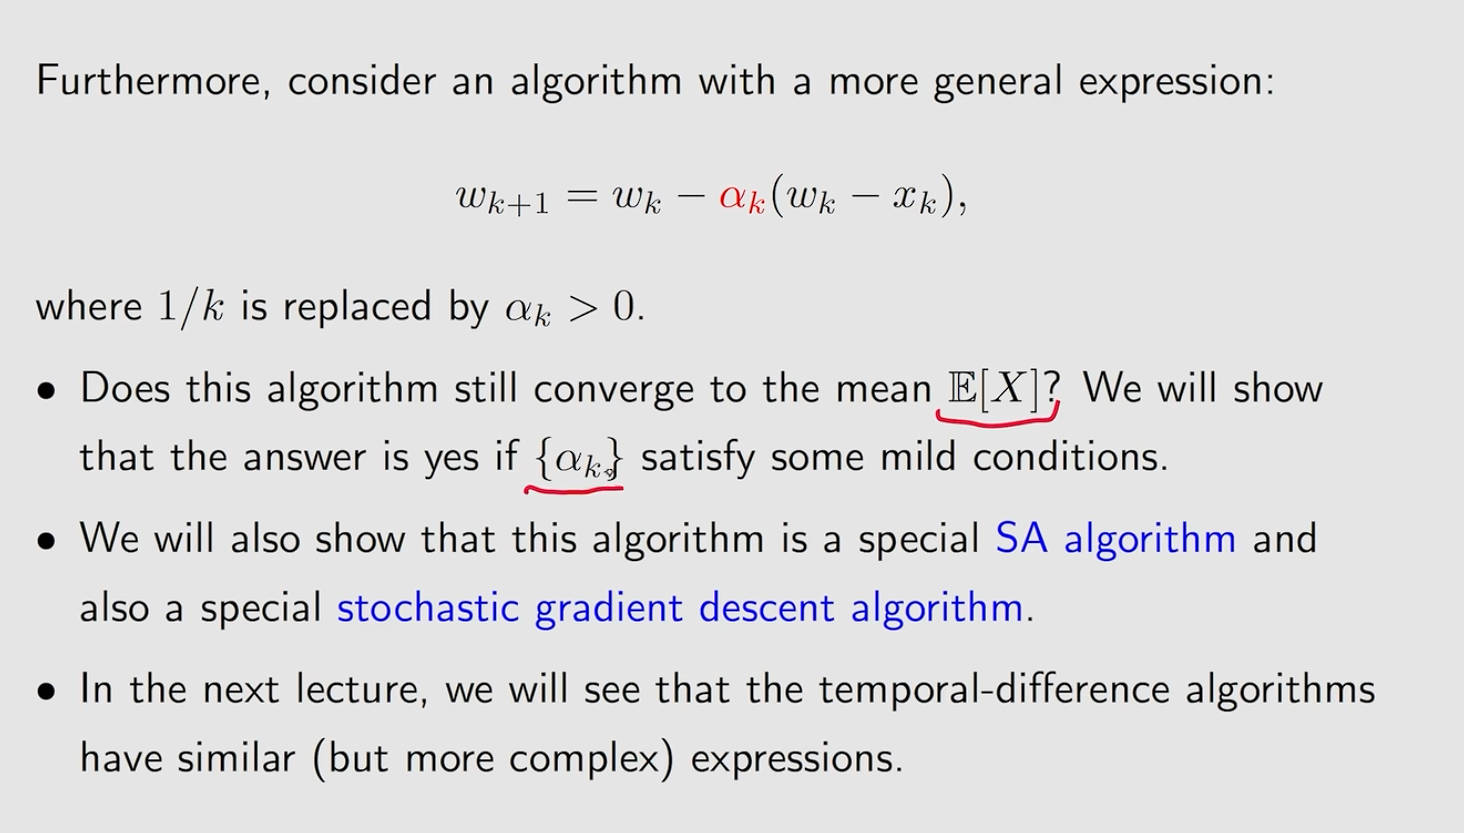 Furthermore, consider an algorithm with a more general expression:
w_{k+1} = w_k − α_k(w_k − x_k),
where 1/k is replaced by α_k > 0.
• Does this algorithm still converge to the mean 𝔼[X]? We will show
that the answer is yes if {α_k} satisfy some mild conditions.
• We will also show that this algorithm is a special SA algorithm and
also a special stochastic gradient descent algorithm.
• In the next lecture, we will see that the temporal-difference algorithms
have similar (but more complex) expressions.